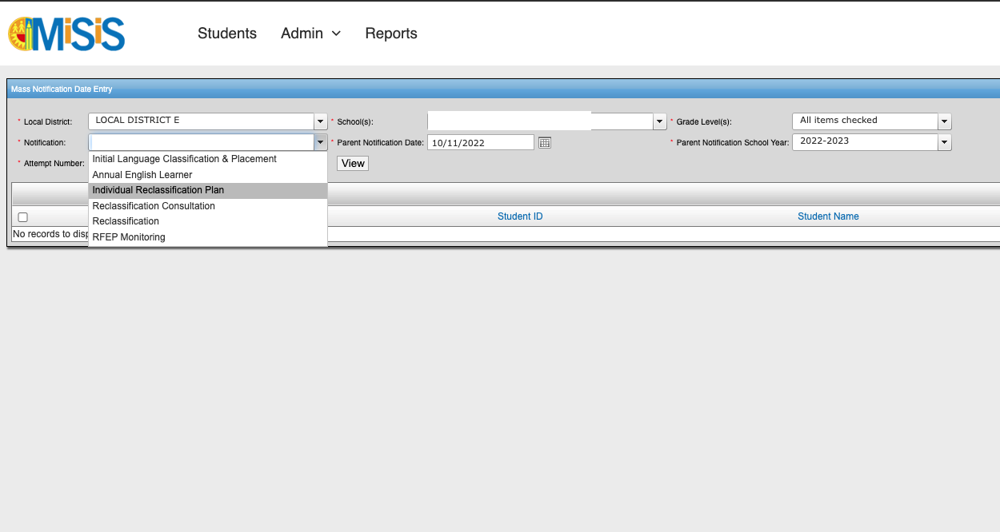 MiSiS
Students Admin Reports
Mass Notification Date Entry
* Local District: LOCAL DISTRICT E * School(s): * Grade Level(s): All items checked
* Notification: * Parent Notification Date: 10/11/2022 * Parent Notification School Year: 2022-2023
* Attempt Number: View
Initial Language Classification & Placement
Annual English Learner
Individual Reclassification Plan
Reclassification Consultation
Reclassification
RFEP Monitoring
Student ID Student Name
No records to disp